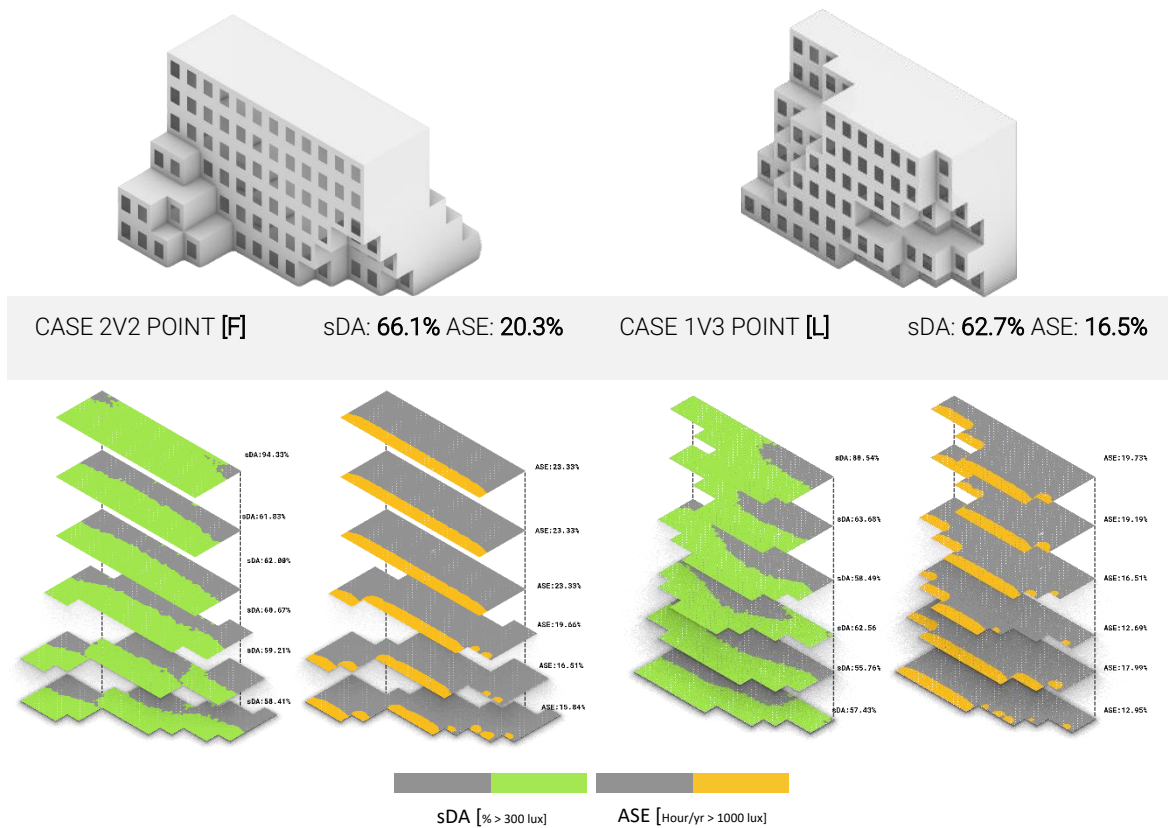 CASE 2V2 POINT [F] sDA: 66.1% ASE: 20.3% CASE 1V3 POINT [L] sDA: 62.7% ASE: 16.5%
sDA:94.33%
sDA:61.83%
sDA:62.00%
sDA:60.67%
sDA:59.21%
sDA:58.41%
ASE:23.33%
ASE:23.33%
ASE:23.33%
ASE:19.66%
ASE:16.51%
ASE:15.84%
sDA:80.54%
sDA:63.68%
sDA:58.49%
sDA:62.56
sDA:55.76%
sDA:57.43%
ASE:19.73%
ASE:19.19%
ASE:16.51%
ASE:12.69%
ASE:17.99%
ASE:12.95%
sDA [% > 300 lux] ASE [Hour/yr > 1000 lux]